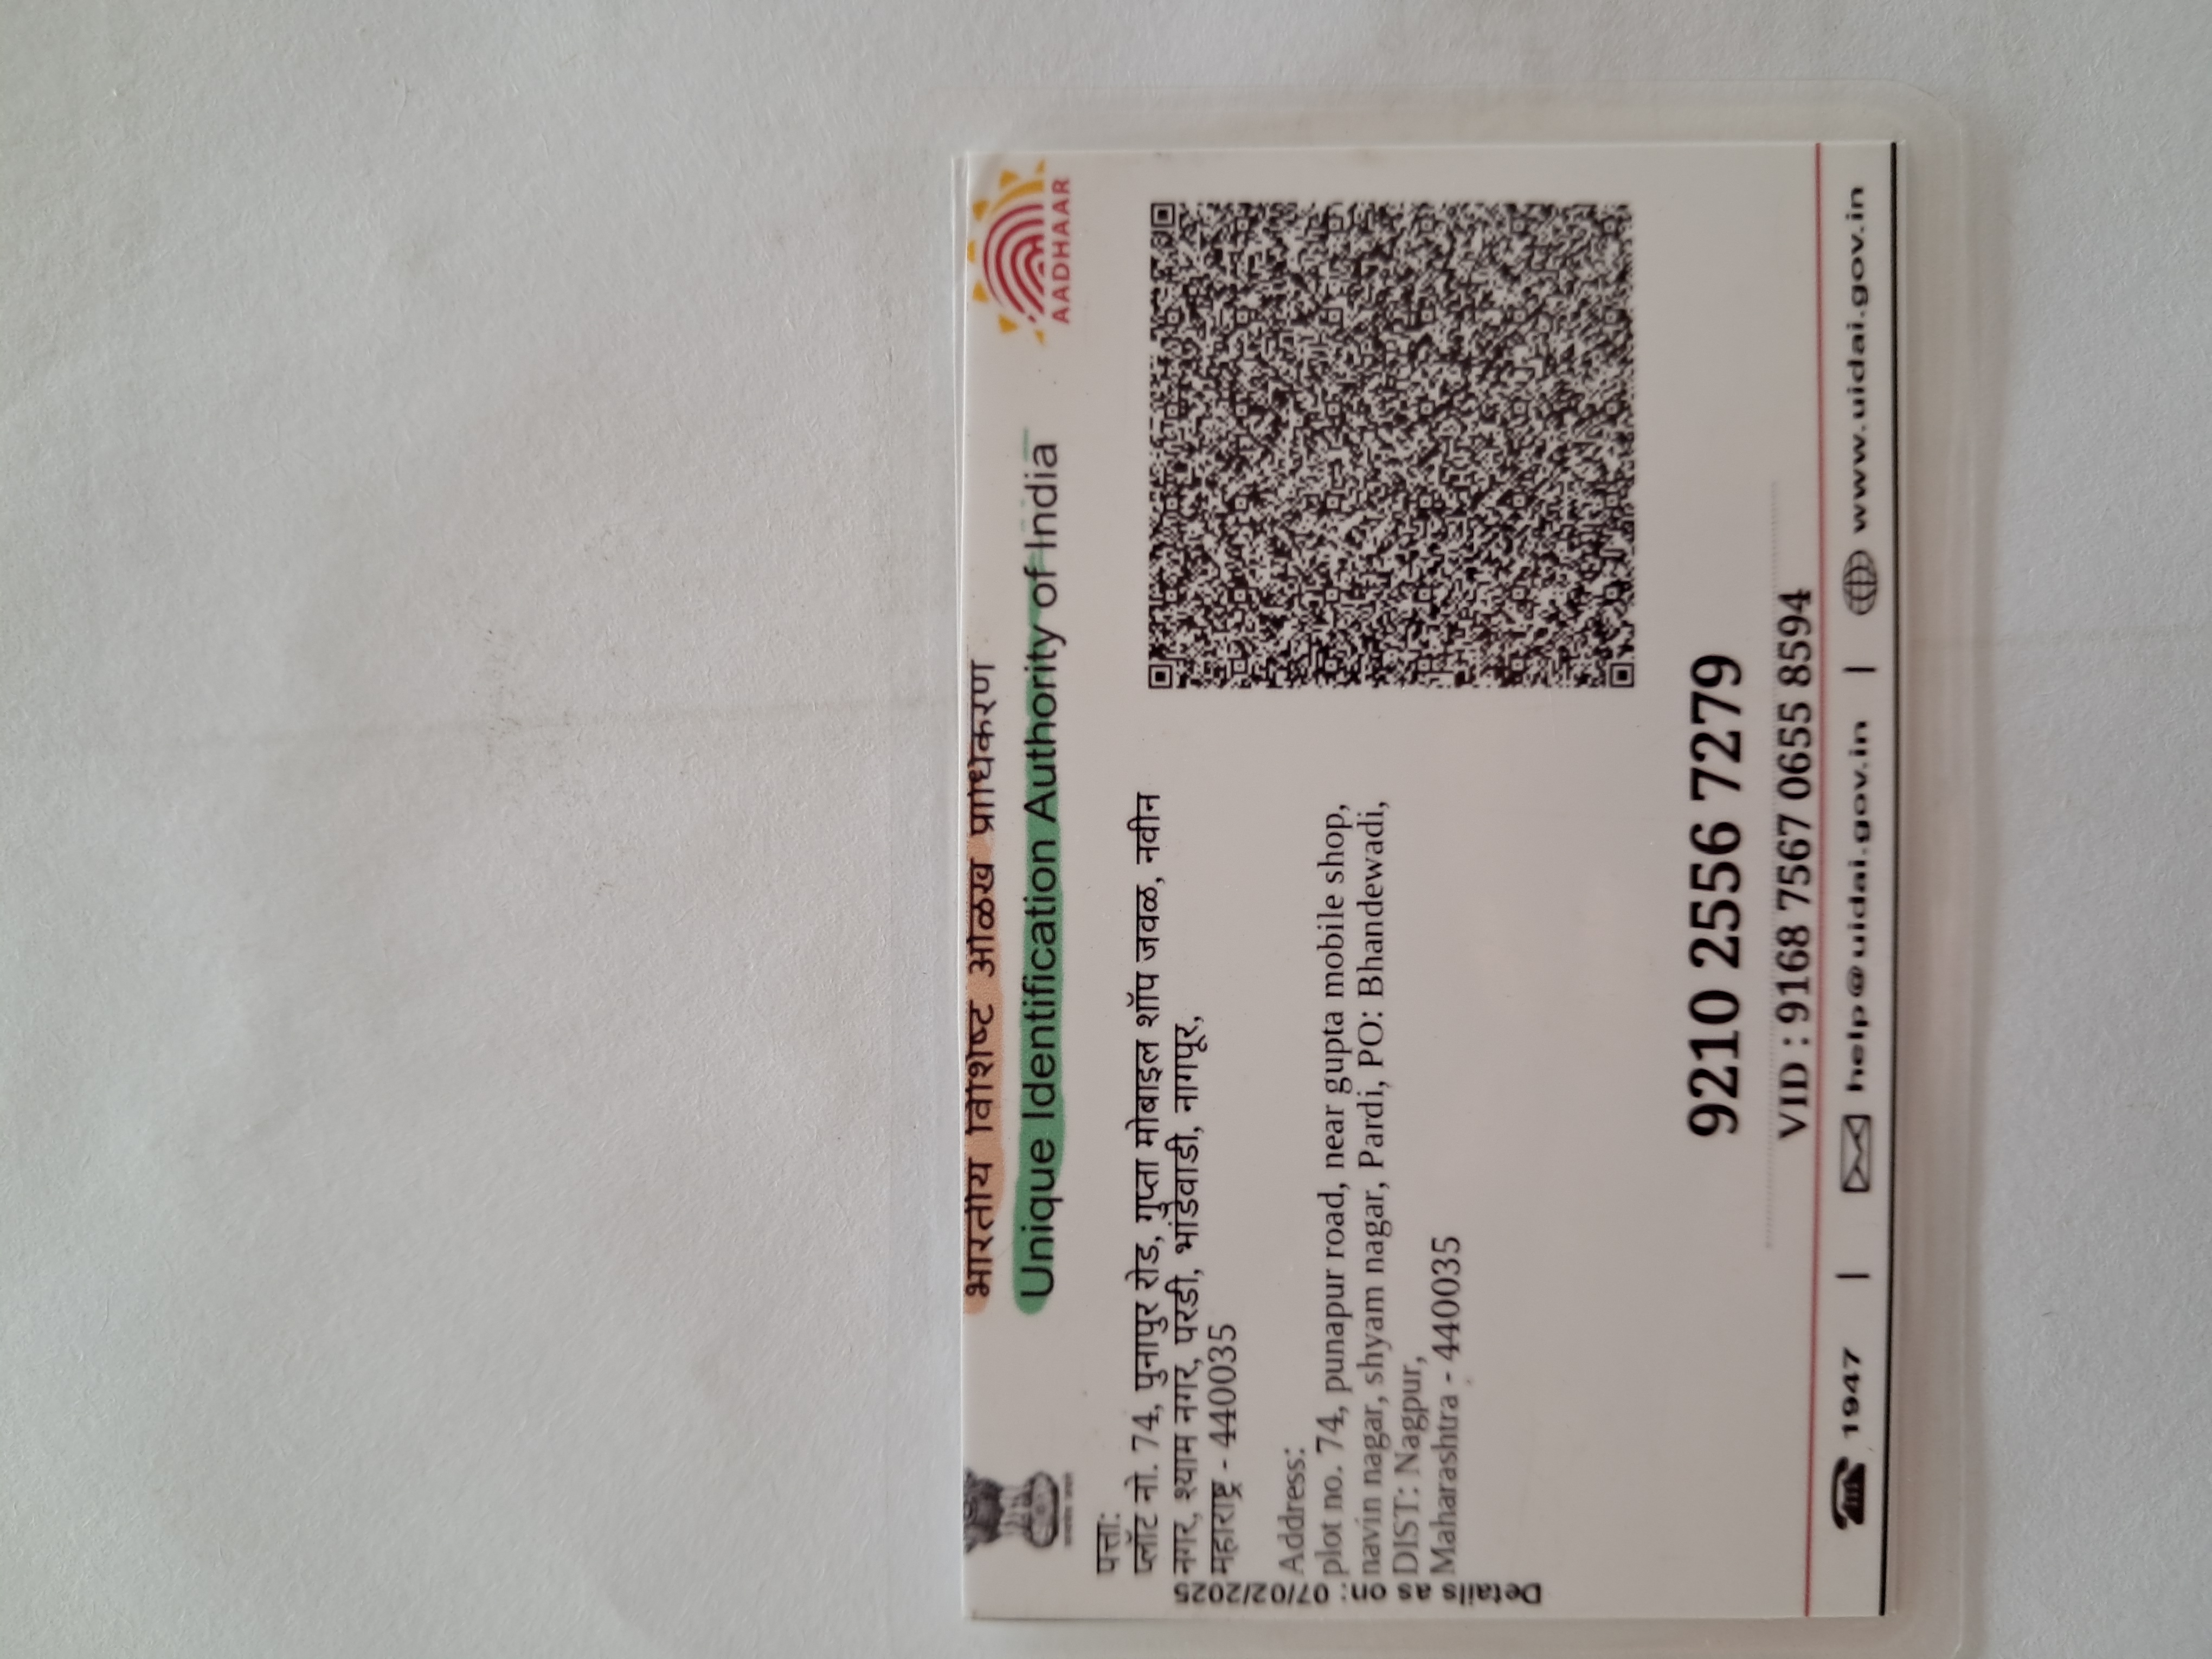 भारतीय विशिष्ट ओळख प्राधिकरण
Unique Identification Authority of India
AADHAAR
पत्ता:
प्लॉट नो. 74, पुनापुर रोड, गुप्ता मोबाइल शॉप जवळ, नवीन
नगर, श्याम नगर, परडी, भांडेवाडी, नागपूर,
महाराष्ट्र - 440035
Address:
plot no. 74, punapur road, near gupta mobile shop,
navin nagar, shyam nagar, Pardi, PO: Bhandewadi,
DIST: Nagpur,
Maharashtra - 440035
Details as on: 07/02/2025
9210 2556 7279
VID : 9168 7567 0655 8594
1947 | help@uidai.gov.in | www.uidai.gov.in